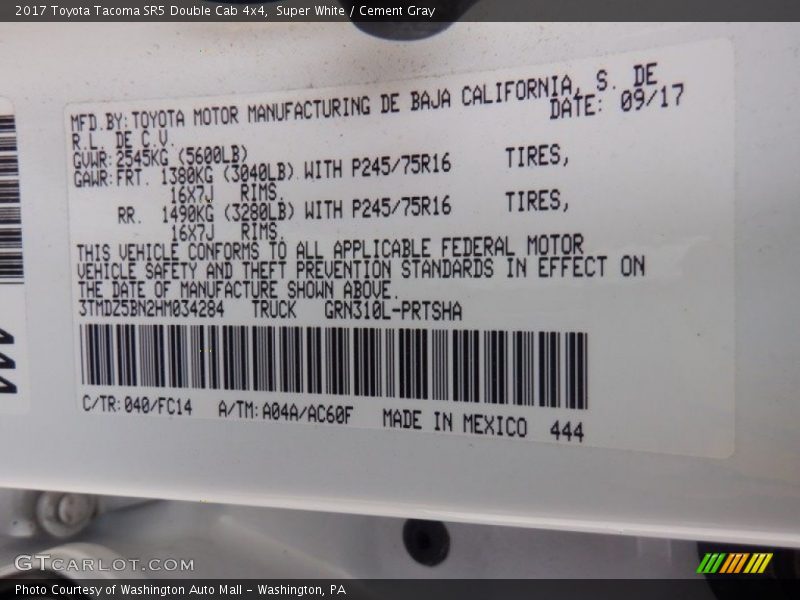 2017 Toyota Tacoma SR5 Double Cab 4x4,  Super White / Cement Gray
MFD.BY:TOYOTA MOTOR MANUFACTURING DE BAJA CALIFORNIA, S. DE
R.L. DE C.V.
DATE: 09/17
GVWR:2545KG (5600LB)
GAWR:FRT. 1380KG (3040LB) WITH P245/75R16 TIRES,
16X7J RIMS,
RR. 1490KG (3280LB) WITH P245/75R16 TIRES,
16X7J RIMS,
THIS VEHICLE CONFORMS TO ALL APPLICABLE FEDERAL MOTOR
VEHICLE SAFETY AND THEFT PREVENTION STANDARDS IN EFFECT ON
THE DATE OF MANUFACTURE SHOWN ABOVE.
3TMDZ5BN2HM034284 TRUCK GRN310L-PRTSHA
C/TR:040/FC14 A/TM:A04A/AC60F MADE IN MEXICO 444
444
GTCARLOT.COM
Photo Courtesy of Washington Auto Mall - Washington, PA